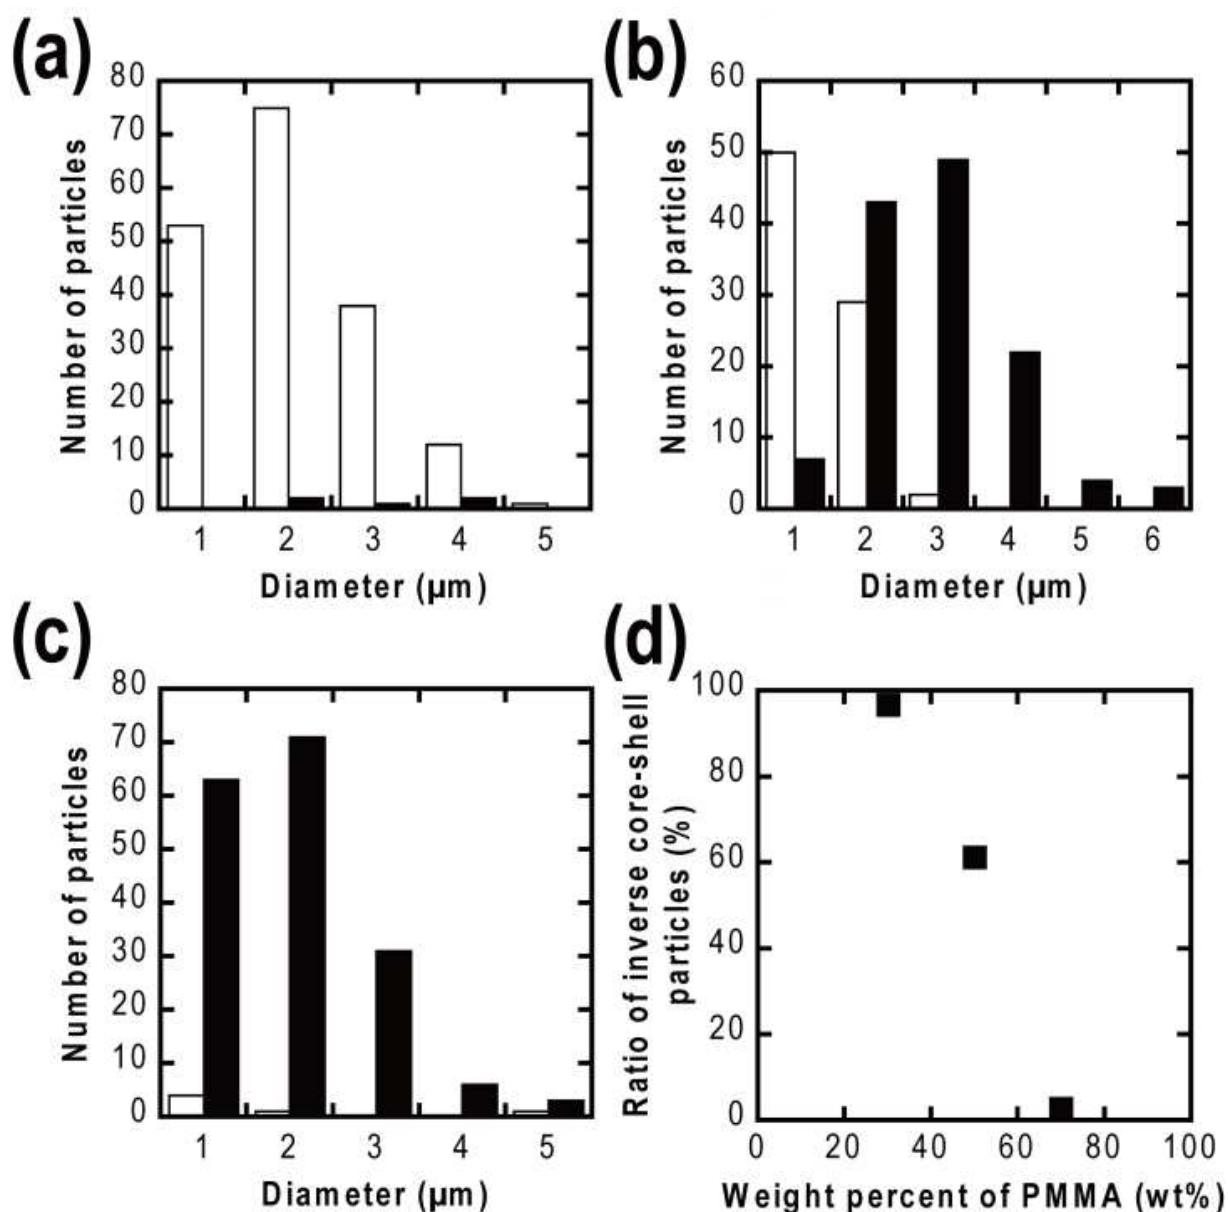 (a)
Number of particles
80
70
60
50
40
30
20
10
0
1 2 3 4 5
Diameter (µm)
(b)
Number of particles
60
50
40
30
20
10
0
1 2 3 4 5 6
Diameter (µm)
(c)
Number of particles
80
70
60
50
40
30
20
10
0
1 2 3 4 5
Diameter (µm)
(d)
Ratio of inverse core-shell
particles (%)
100
80
60
40
20
0
0 20 40 60 80 100
Weight percent of PMMA (wt%)